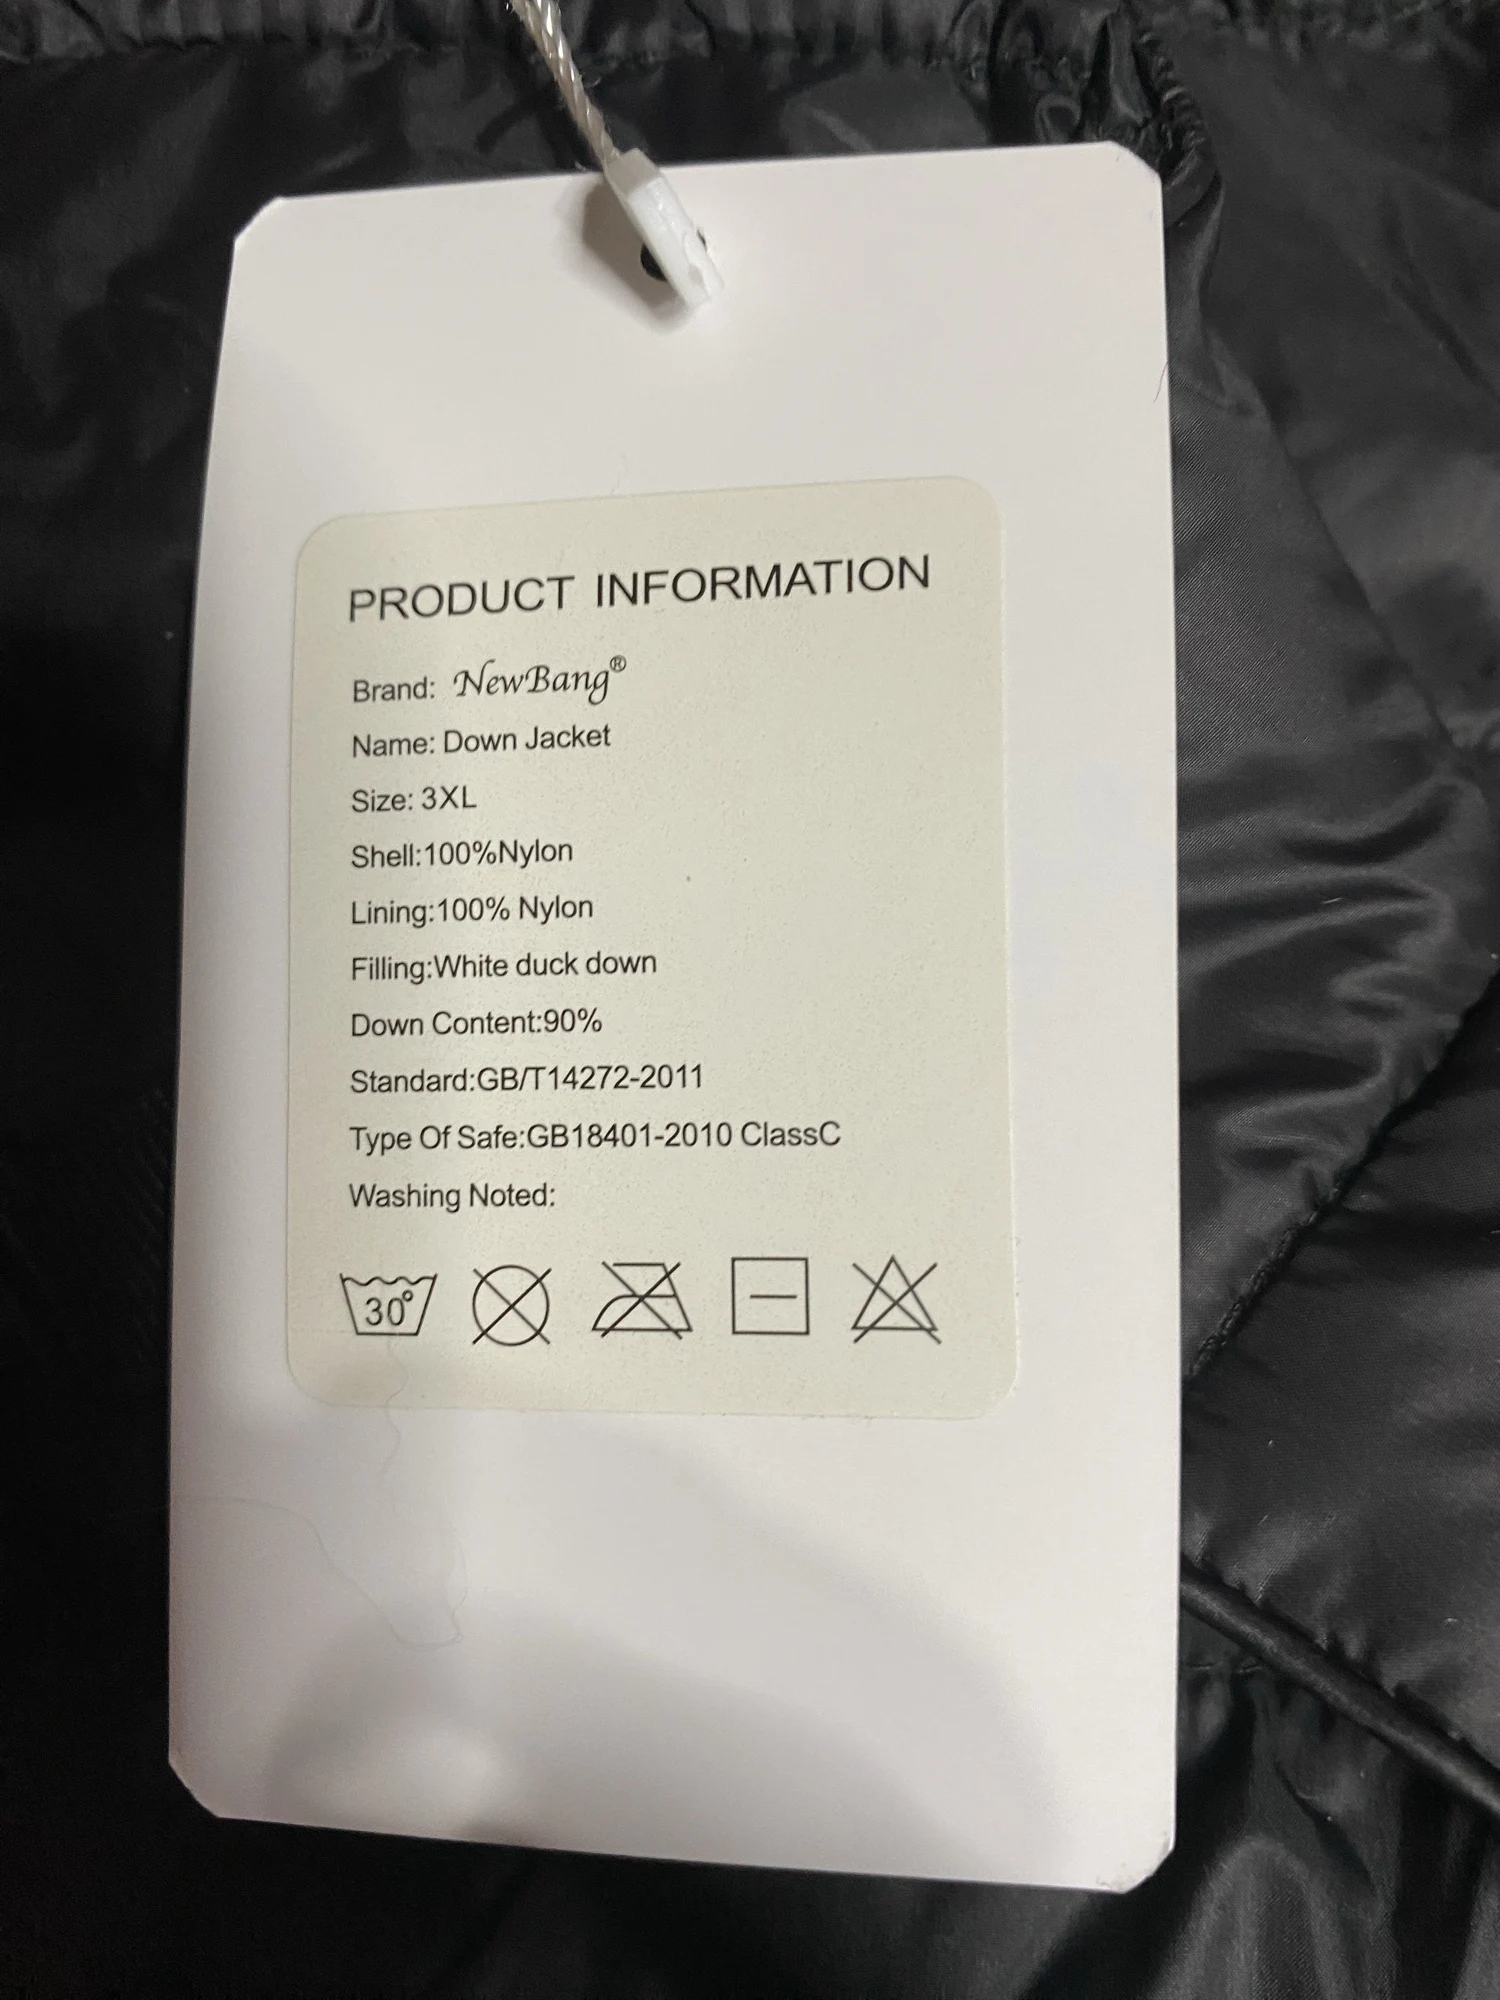 PRODUCT INFORMATION
Brand: NewBang®
Name: Down Jacket
Size: 3XL
Shell:100%Nylon
Lining:100% Nylon
Filling:White duck down
Down Content:90%
Standard:GB/T14272-2011
Type Of Safe:GB18401-2010 ClassC
Washing Noted:
30°